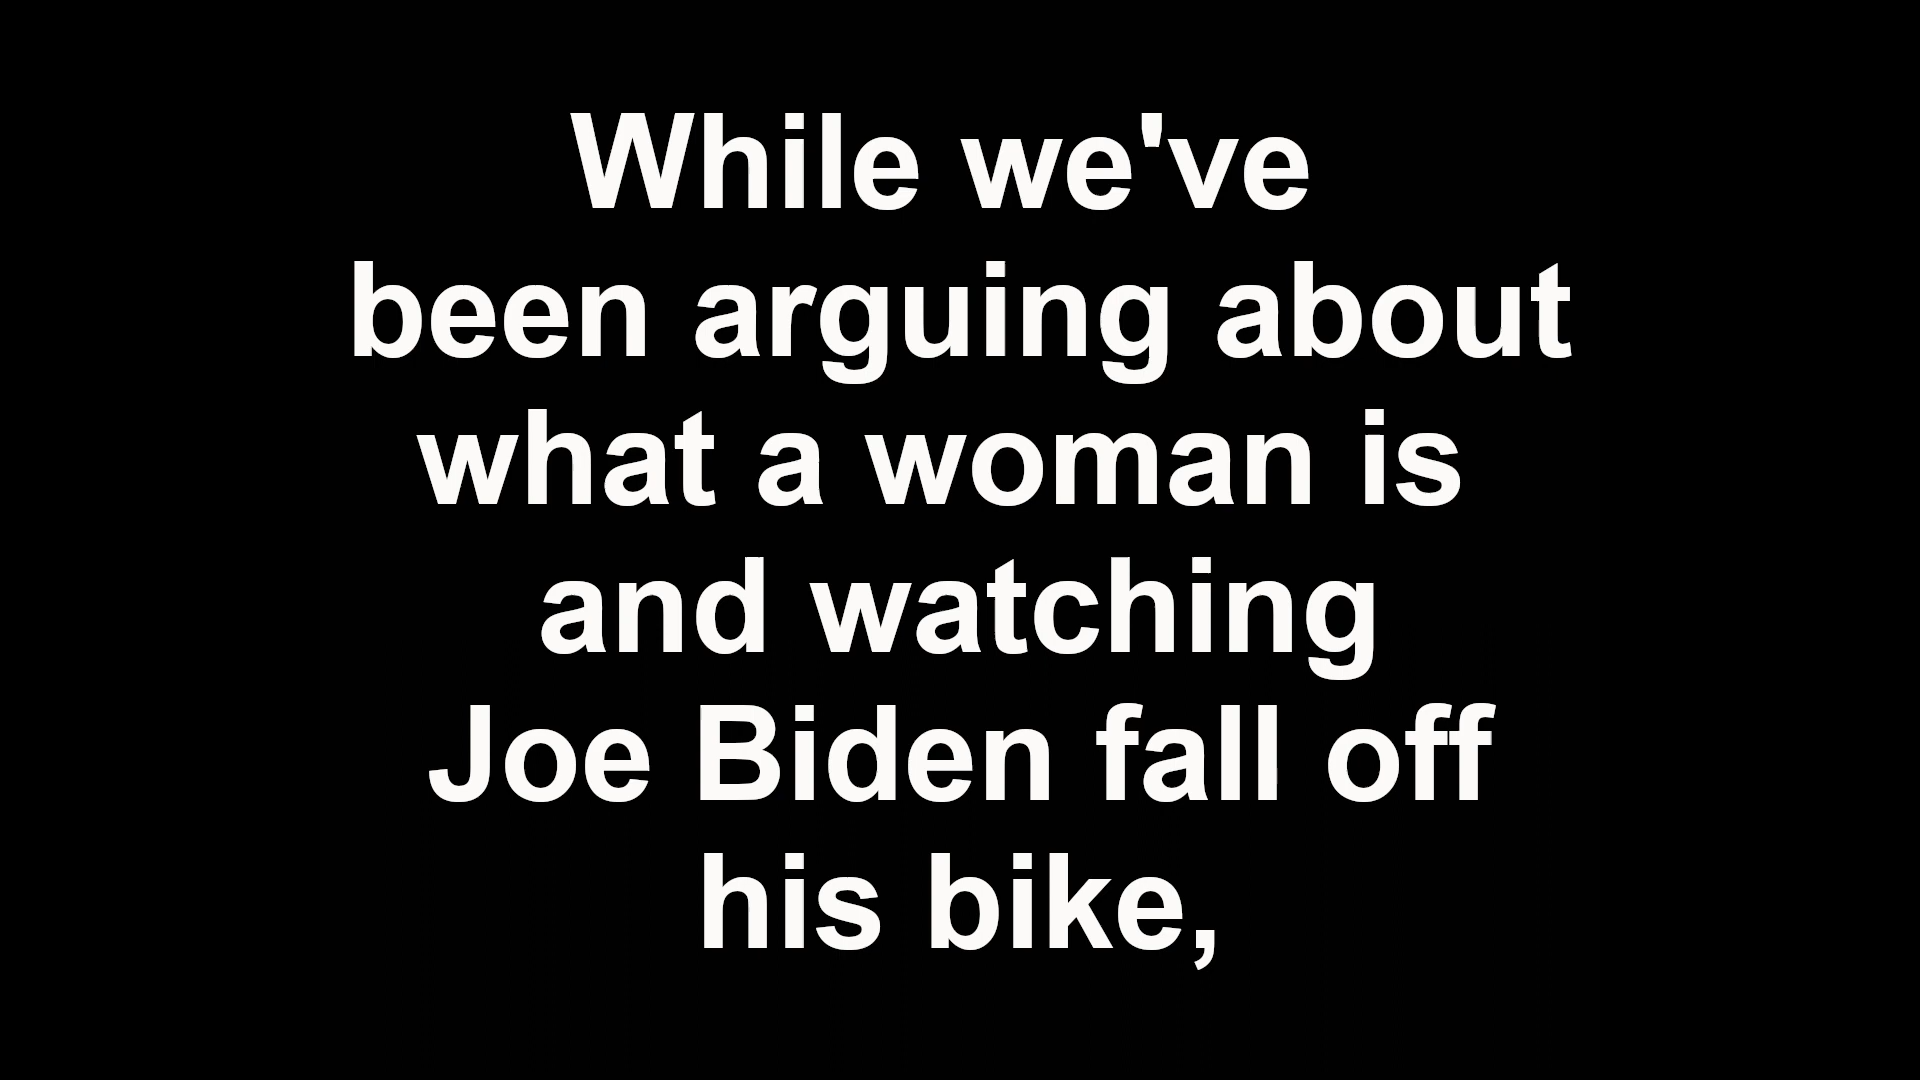 While we've
been arguing about
what a woman is
and watching
Joe Biden fall off
his bike,